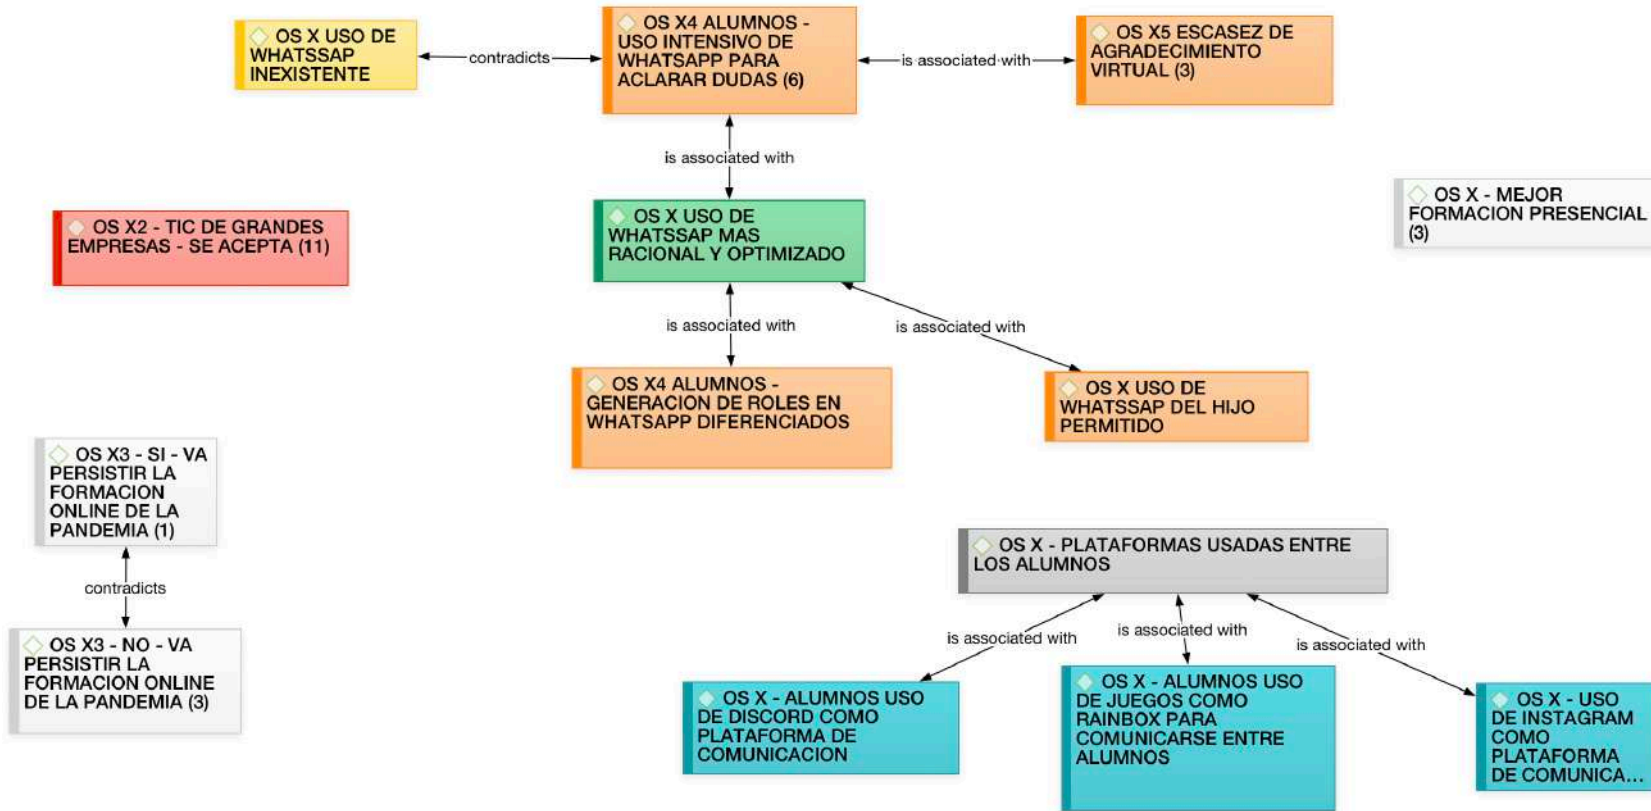 OS X USO DE
WHATSSAP
INEXISTENTE
contradicts
OS X4 ALUMNOS -
USO INTENSIVO DE
WHATSAPP PARA
ACLARAR DUDAS (6)
is associated with
OS X5 ESCASEZ DE
AGRADECIMIENTO
VIRTUAL (3)
is associated with
OS X2 - TIC DE GRANDES
EMPRESAS - SE ACEPTA (11)
OS X USO DE
WHATSSAP MAS
RACIONAL Y OPTIMIZADO
OS X - MEJOR
FORMACION PRESENCIAL
(3)
is associated with
is associated with
OS X4 ALUMNOS -
GENERACION DE ROLES EN
WHATSAPP DIFERENCIADOS
OS X USO DE
WHATSSAP DEL HIJO
PERMITIDO
OS X3 - SI - VA
PERSISTIR LA
FORMACION
ONLINE DE LA
PANDEMIA (1)
contradicts
OS X3 - NO - VA
PERSISTIR LA
FORMACION ONLINE
DE LA PANDEMIA (3)
OS X - PLATAFORMAS USADAS ENTRE
LOS ALUMNOS
is associated with
is associated with
is associated with
OS X - ALUMNOS USO
DE DISCORD COMO
PLATAFORMA DE
COMUNICACION
OS X - ALUMNOS USO
DE JUEGOS COMO
RAINBOX PARA
COMUNICARSE ENTRE
ALUMNOS
OS X - USO
DE INSTAGRAM
COMO
PLATAFORMA
DE COMUNICA...